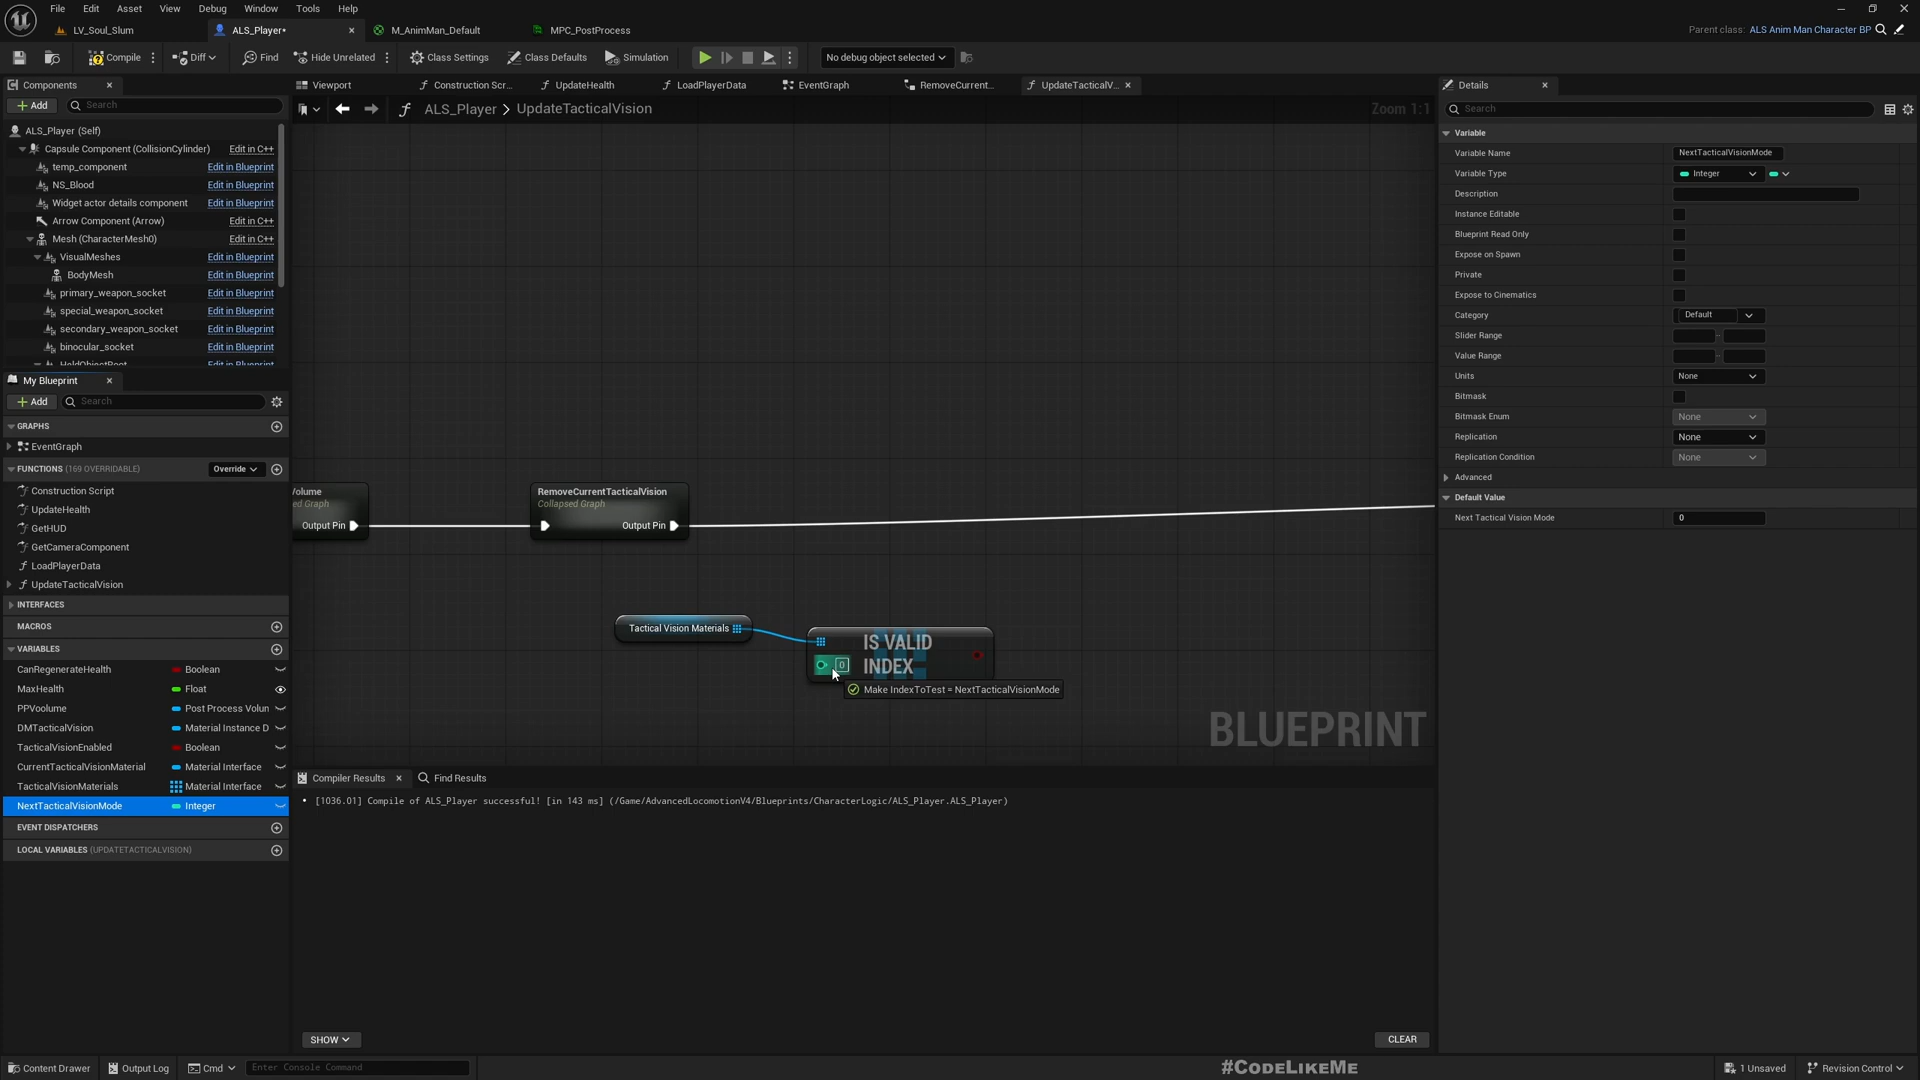 File Edit Asset View Debug Window Tools Help
LV_Soul_Slum ALS_Player* M_AnimMan_Default MPC_PostProcess
Parent class: ALS Anim Man Character BP
Compile Diff Find Hide Unrelated Class Settings Class Defaults Simulation No debug object selected
Components
Viewport Construction Scr... UpdateHealth LoadPlayerData EventGraph RemoveCurrent... UpdateTacticalV...
Details
Add Search
ALS_Player > UpdateTacticalVision
Zoom 1:1
Search
ALS_Player (Self)
Capsule Component (CollisionCylinder) Edit in C++
temp_component Edit in Blueprint
NS_Blood Edit in Blueprint
Widget actor details component Edit in Blueprint
Arrow Component (Arrow) Edit in C++
Mesh (CharacterMesh0) Edit in C++
VisualMeshes Edit in Blueprint
BodyMesh Edit in Blueprint
primary_weapon_socket Edit in Blueprint
special_weapon_socket Edit in Blueprint
secondary_weapon_socket Edit in Blueprint
binocular_socket Edit in Blueprint
HeldObjectRoot Edit in Blueprint
My Blueprint
Add Search
GRAPHS
EventGraph
FUNCTIONS (169 OVERRIDABLE) Override
Construction Script
UpdateHealth
GetHUD
GetCameraComponent
LoadPlayerData
UpdateTacticalVision
INTERFACES
MACROS
VARIABLES
CanRegenerateHealth Boolean
MaxHealth Float
PPVoolume Post Process Volun
DMTacticalVision Material Instance D
TacticalVisionEnabled Boolean
CurrentTacticalVisionMaterial Material Interface
TacticalVisionMaterials Material Interface
NextTacticalVisionMode Integer
EVENT DISPATCHERS
LOCAL VARIABLES (UPDATETACTICALVISION)
Volume
ed Graph
Output Pin
RemoveCurrentTacticalVision
Collapsed Graph
Output Pin
Tactical Vision Materials
IS VALID
INDEX
0
Make IndexToTest = NextTacticalVisionMode
BLUEPRINT
Compiler Results Find Results
[1036.01] Compile of ALS_Player successful! [in 143 ms] (/Game/AdvancedLocomotionV4/Blueprints/CharacterLogic/ALS_Player.ALS_Player)
SHOW
CLEAR
Variable
Variable Name NextTacticalVisionMode
Variable Type Integer
Description
Instance Editable
Blueprint Read Only
Expose on Spawn
Private
Expose to Cinematics
Category Default
Slider Range
Value Range
Units None
Bitmask
Bitmask Enum None
Replication None
Replication Condition None
Advanced
Default Value
Next Tactical Vision Mode 0
Content Drawer Output Log Cmd Enter Console Command
#CODELIKEME
1 Unsaved Revision Control